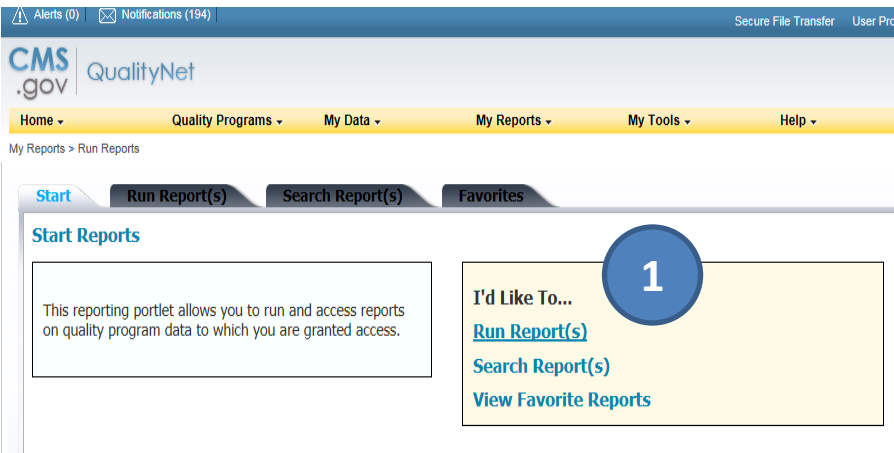 Alerts (0) Notifications (194) Secure File Transfer User Pro
CMS .gov QualityNet
Home Quality Programs My Data My Reports My Tools Help
My Reports > Run Reports
Start Run Report(s) Search Report(s) Favorites
Start Reports
This reporting portlet allows you to run and access reports
on quality program data to which you are granted access.
1
I'd Like To...
Run Report(s)
Search Report(s)
View Favorite Reports